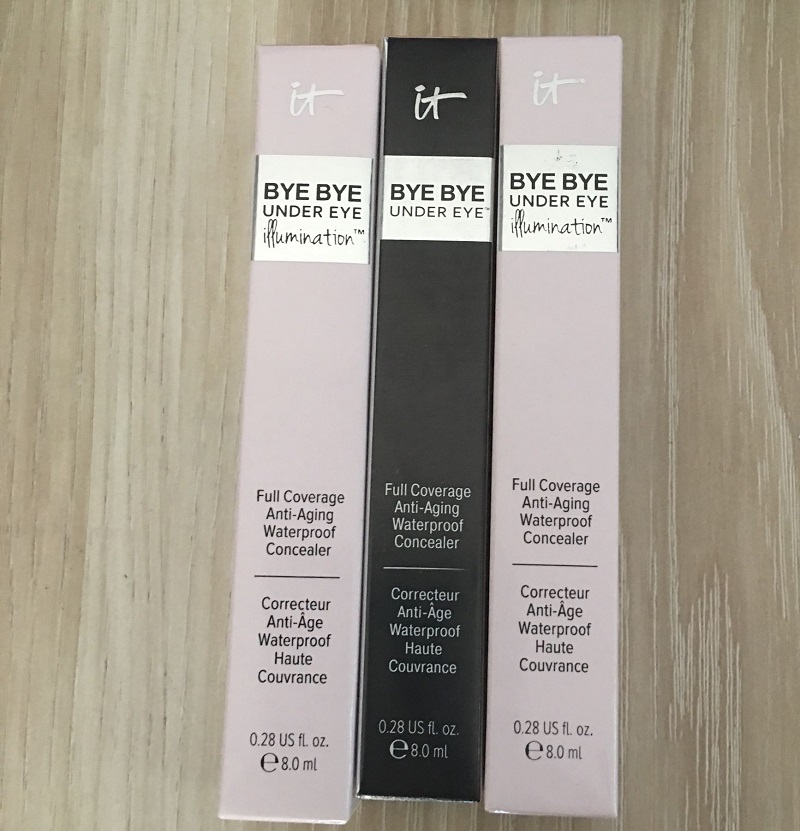 it
BYE BYE
UNDER EYE
illumination™
Full Coverage
Anti-Aging
Waterproof
Concealer
Correcteur
Anti-Âge
Waterproof
Haute
Couvrance
0.28 US fl. oz.
℮ 8.0 ml
it
BYE BYE
UNDER EYE™
Full Coverage
Anti-Aging
Waterproof
Concealer
Correcteur
Anti-Âge
Waterproof
Haute
Couvrance
0.28 US fl. oz.
℮ 8.0 ml
it
BYE BYE
UNDER EYE
illumination™
Full Coverage
Anti-Aging
Waterproof
Concealer
Correcteur
Anti-Âge
Waterproof
Haute
Couvrance
0.28 US fl. oz.
℮ 8.0 ml